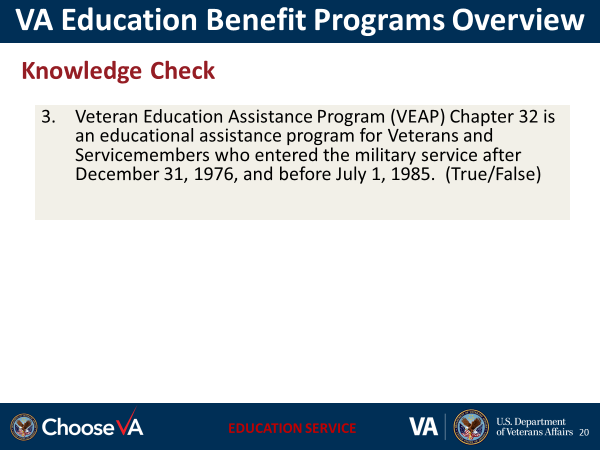 VA Education Benefit Programs Overview
Knowledge Check
3. Veteran Education Assistance Program (VEAP) Chapter 32 is
an educational assistance program for Veterans and
Servicemembers who entered the military service after
December 31, 1976, and before July 1, 1985. (True/False)
ChooseVA
EDUCATION SERVICE
VA
U.S. Department
of Veterans Affairs
20